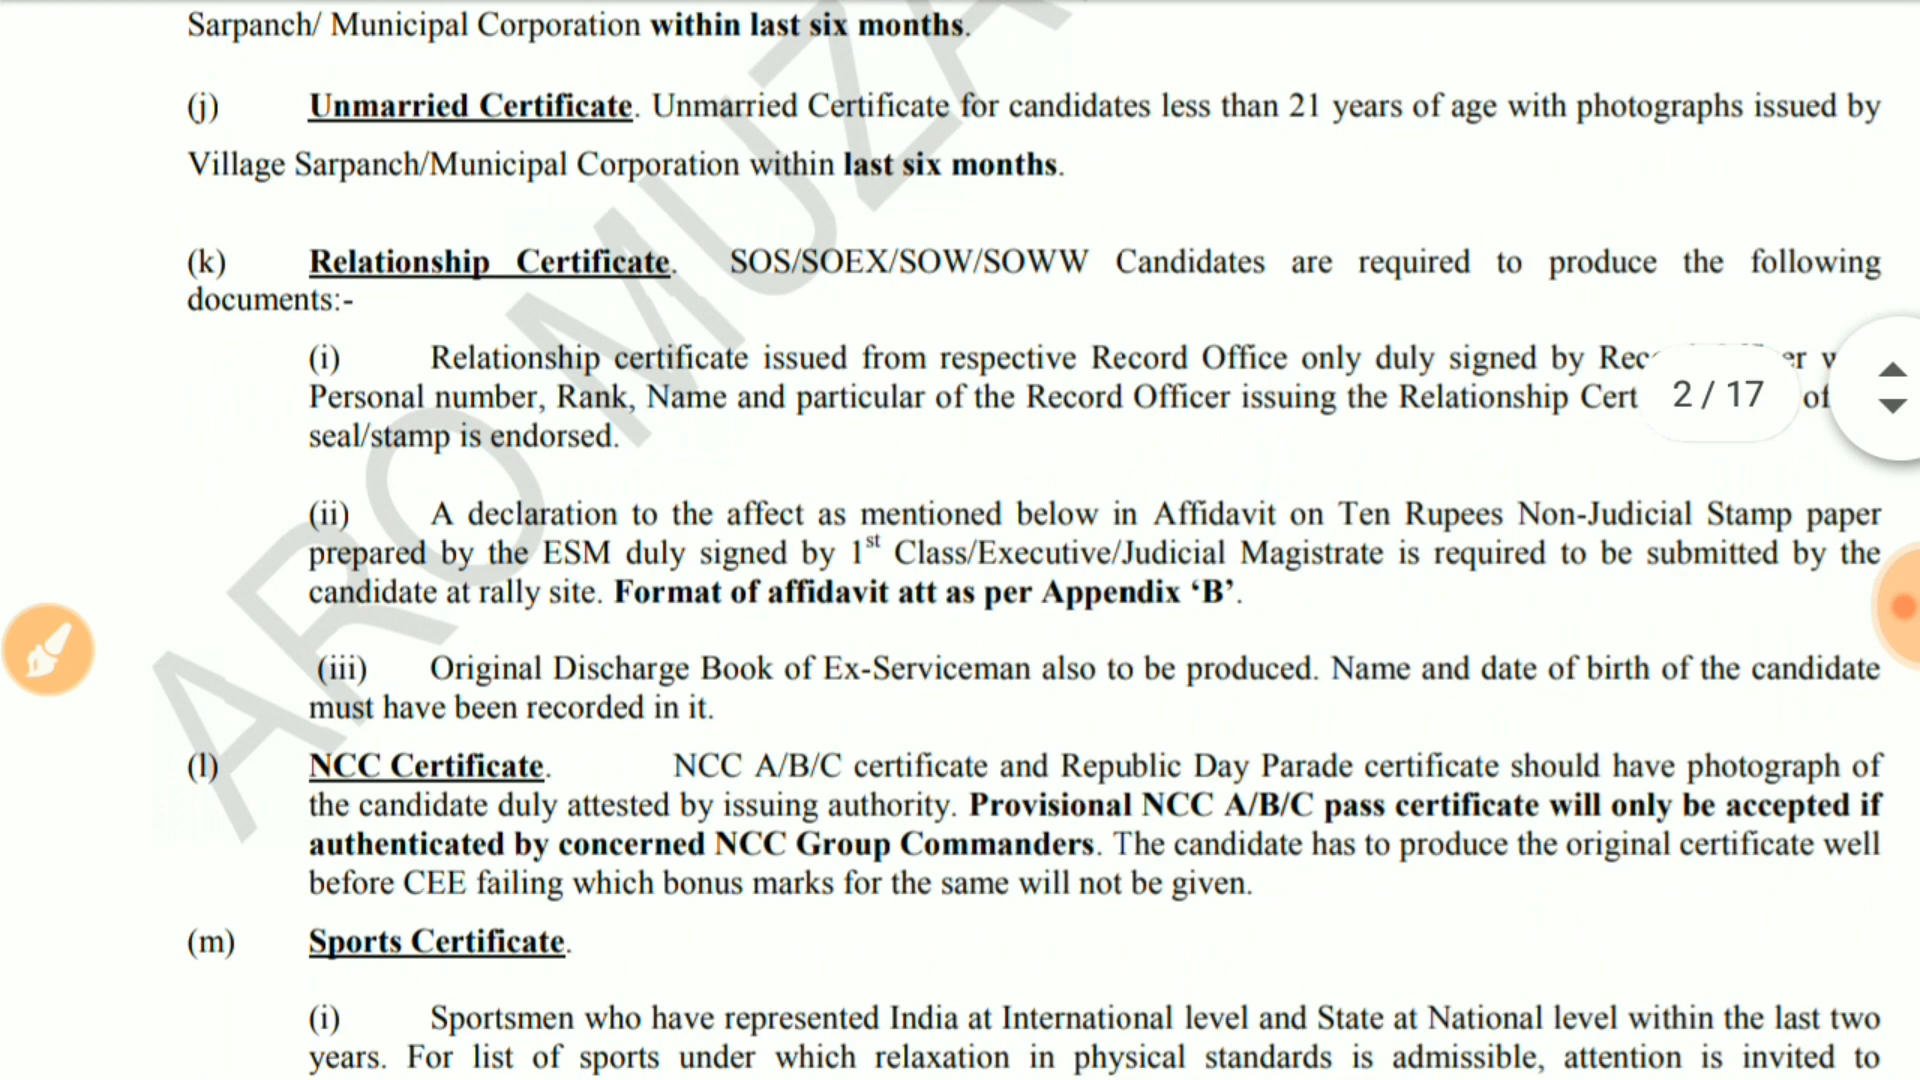 Sarpanch/ Municipal Corporation within last six months.
(j) Unmarried Certificate. Unmarried Certificate for candidates less than 21 years of age with photographs issued by
Village Sarpanch/Municipal Corporation within last six months.
(k) Relationship Certificate. SOS/SOEX/SOW/SOWW Candidates are required to produce the following
documents:-
(i) Relationship certificate issued from respective Record Office only duly signed by
Personal number, Rank, Name and particular of the Record Officer issuing the Relationship Cert
2 / 17
seal/stamp is endorsed.
(ii) A declaration to the affect as mentioned below in Affidavit on Ten Rupees Non-Judicial Stamp paper
prepared by the ESM duly signed by 1st Class/Executive/Judicial Magistrate is required to be submitted by the
candidate at rally site. Format of affidavit att as per Appendix ‘B’.
(iii) Original Discharge Book of Ex-Serviceman also to be produced. Name and date of birth of the candidate
must have been recorded in it.
(l) NCC Certificate. NCC A/B/C certificate and Republic Day Parade certificate should have photograph of
the candidate duly attested by issuing authority. Provisional NCC A/B/C pass certificate will only be accepted if
authenticated by concerned NCC Group Commanders. The candidate has to produce the original certificate well
before CEE failing which bonus marks for the same will not be given.
(m) Sports Certificate.
(i) Sportsmen who have represented India at International level and State at National level within the last two
years. For list of sports under which relaxation in physical standards is admissible, attention is invited to
ARO MUZA